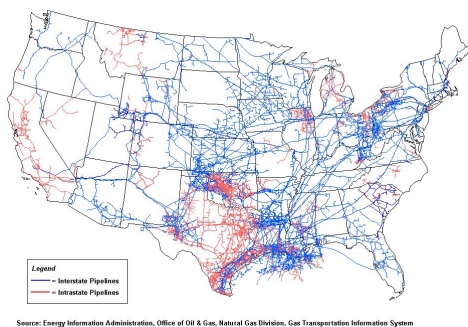 Legend
= Interstate Pipelines
= Intrastate Pipelines
Source: Energy Information Administration, Office of Oil & Gas, Natural Gas Division, Gas Transportation Information System